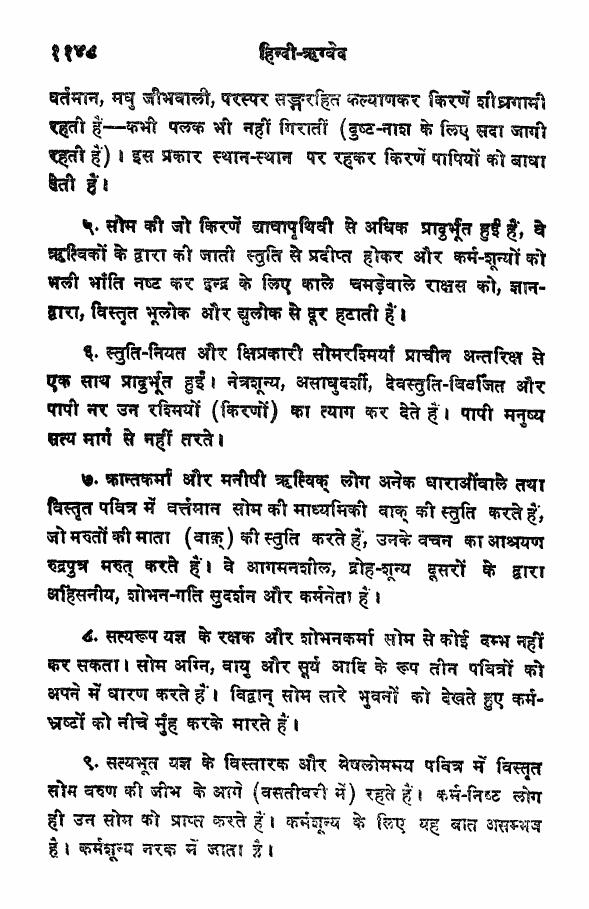 ११४८ हिन्दी-ऋग्वेद
वर्तमान, मधु जीभवाली, परस्पर सङ्गरहित कल्याणकर किरणें शीघ्रगामी
रहती हैं—कभी पलक भी नहीं गिरातीं (दुष्ट-नाश के लिए सदा जागी
रहती हैं) । इस प्रकार स्थान-स्थान पर रहकर किरणें पापियों को बाधा
देती हैं।
५. सोम की जो किरणें द्यावापृथिवी से अधिक प्रादुर्भूत हुई हैं, वे
ऋत्विकों के द्वारा की जाती स्तुति से प्रदीप्त होकर और कर्म-शून्यों को
भली भाँति नष्ट कर इन्द्र के लिए काले चमड़ेवाले राक्षस को, ज्ञान-
द्वारा, विस्तृत भूलोक और द्युलोक से दूर हटाती हैं।
६. स्तुति-नियत और क्षिप्रकारी सोमरश्मियाँ प्राचीन अन्तरिक्ष से
एक साथ प्रादुर्भूत हुईं। नेत्रशून्य, असाधुदर्शी, देवस्तुति-विवर्जित और
पापी नर उन रश्मियों (किरणों) का त्याग कर देते हैं। पापी मनुष्य
सत्य मार्ग से नहीं तरते।
७. क्रान्तकर्मा और मनीषी ऋत्विक् लोग अनेक धाराओंवाले तथा
विस्तृत पवित्र में वर्त्तमान सोम की माध्यमिकी वाक् की स्तुति करते हैं,
जो मरुतों की माता (वाक्) की स्तुति करते हैं, उनके वचन का आश्रयण
रुद्रपुत्र मरुत् करते हैं। वे आगमनशील, द्रोह-शून्य दूसरों के द्वारा
अहिंसनीय, शोभन-गति सुदर्शन और कर्मनेता हैं।
८. सत्यरूप यज्ञ के रक्षक और शोभनकर्मा सोम से कोई दम्भ नहीं
कर सकता। सोम अग्नि, वायु और सूर्य आदि के रूप तीन पवित्रों को
अपने में धारण करते हैं। विद्वान् सोम सारे भुवनों को देखते हुए कर्म-
भ्रष्टों को नीचे मुँह करके मारते हैं।
९. सत्यभूत यज्ञ के विस्तारक और मेषलोममय पवित्र में विस्तृत
सोम वरुण की जीभ के आगे (वसतीवरी में) रहते हैं। कर्म-निष्ट लोग
ही उन सोम को प्राप्त करते हैं। कर्मशून्य के लिए यह बात असम्भव
है। कर्मशून्य नरक में जाता है।